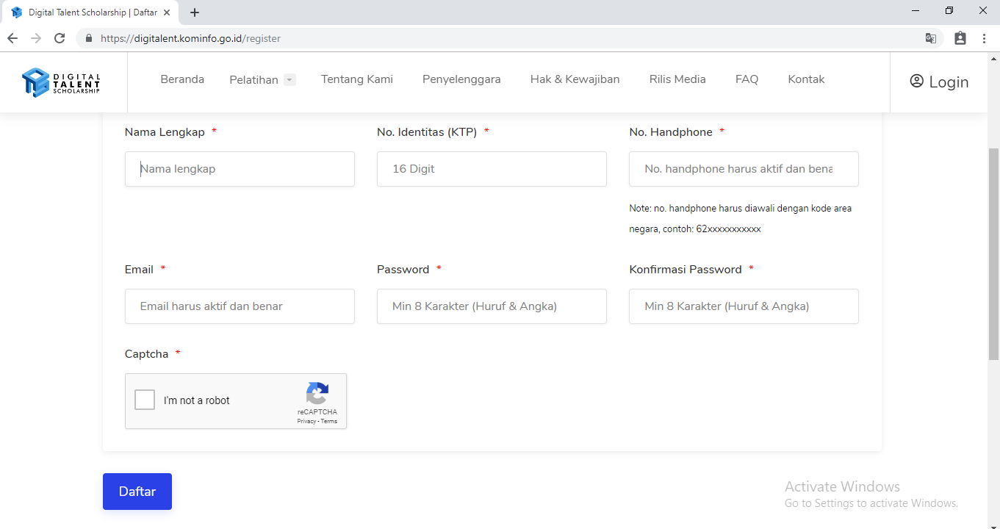 Digital Talent Scholarship | Daftar
https://digitalent.kominfo.go.id/register
DIGITAL
TALENT
SCHOLARSHIP
Beranda
Pelatihan
Tentang Kami
Penyelenggara
Hak & Kewajiban
Rilis Media
FAQ
Kontak
Login
Nama Lengkap *
No. Identitas (KTP) *
No. Handphone *
Nama lengkap
16 Digit
No. handphone harus aktif dan bena
Note: no. handphone harus diawali dengan kode area
negara, contoh: 62xxxxxxxxxxx
Email *
Password *
Konfirmasi Password *
Email harus aktif dan benar
Min 8 Karakter (Huruf & Angka)
Min 8 Karakter (Huruf & Angka)
Captcha *
I'm not a robot
reCAPTCHA
Privacy - Terms
Daftar
Activate Windows
Go to Settings to activate Windows.